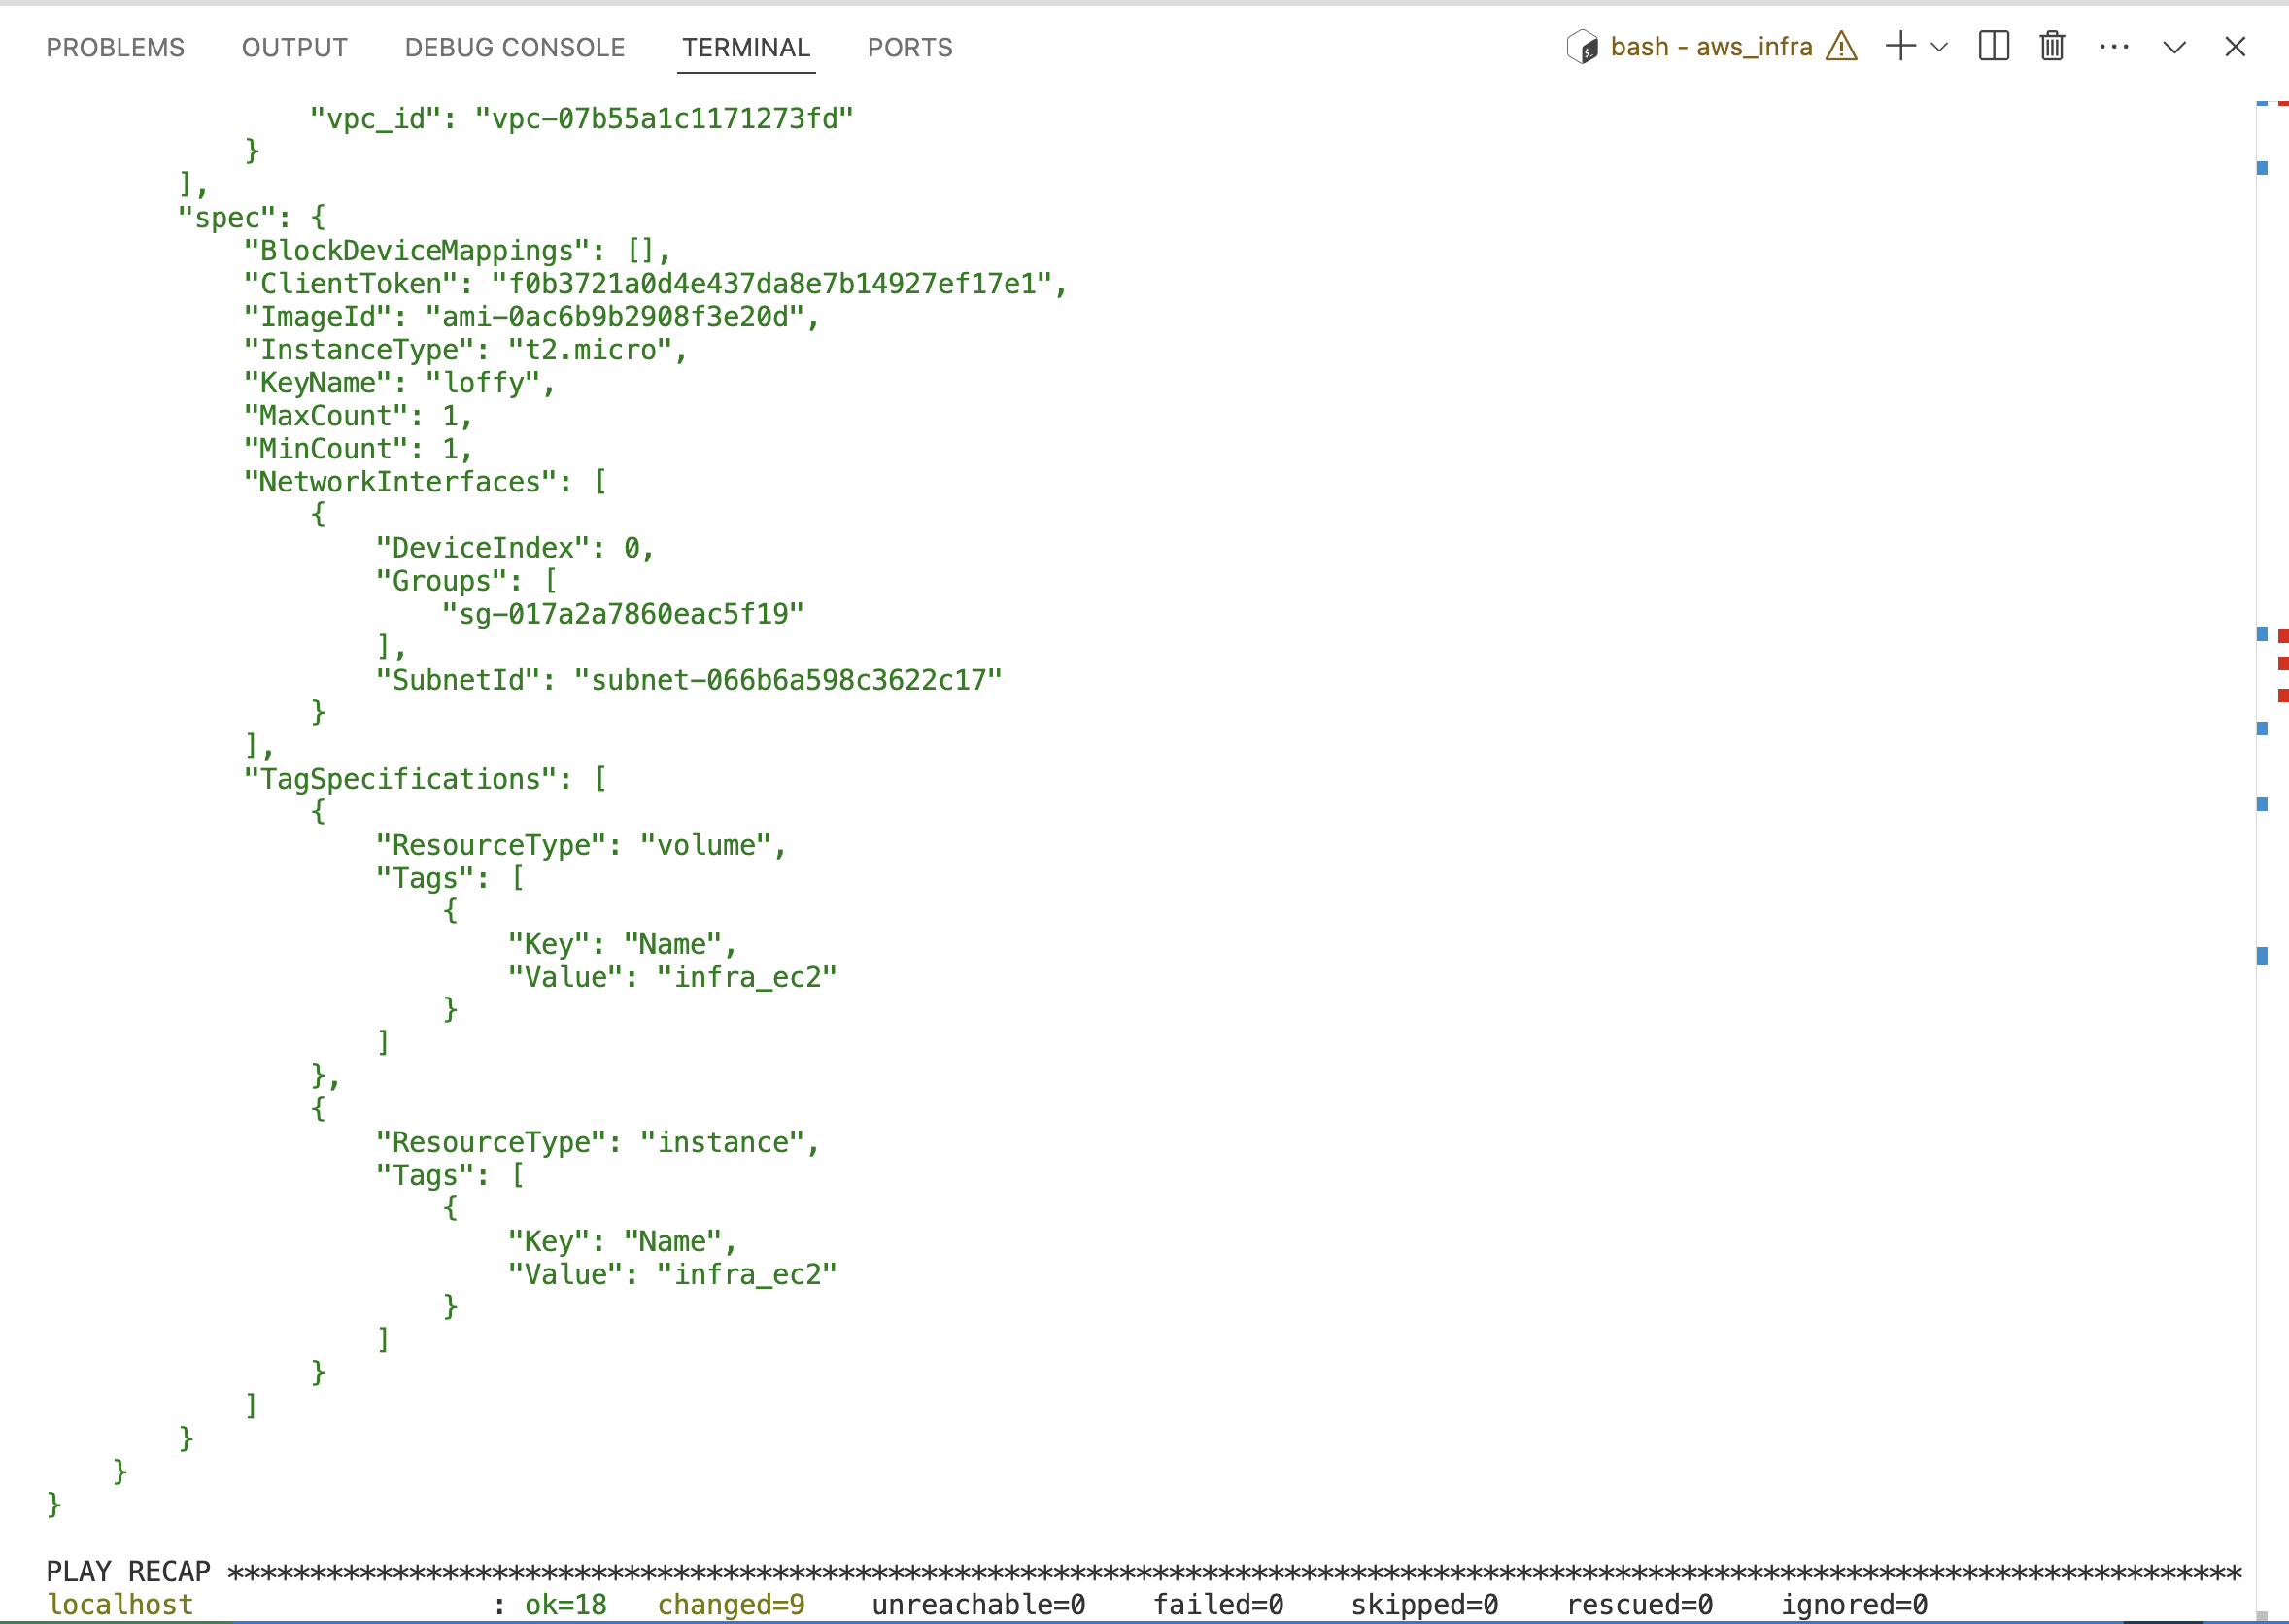 PROBLEMS OUTPUT DEBUG CONSOLE TERMINAL PORTS bash - aws_infra
"vpc_id": "vpc-07b55a1c1171273fd"
}
],
"spec": {
"BlockDeviceMappings": [],
"ClientToken": "f0b3721a0d4e437da8e7b14927ef17e1",
"ImageId": "ami-0ac6b9b2908f3e20d",
"InstanceType": "t2.micro",
"KeyName": "loffy",
"MaxCount": 1,
"MinCount": 1,
"NetworkInterfaces": [
{
"DeviceIndex": 0,
"Groups": [
"sg-017a2a7860eac5f19"
],
"SubnetId": "subnet-066b6a598c3622c17"
}
],
"TagSpecifications": [
{
"ResourceType": "volume",
"Tags": [
{
"Key": "Name",
"Value": "infra_ec2"
}
]
},
{
"ResourceType": "instance",
"Tags": [
{
"Key": "Name",
"Value": "infra_ec2"
}
]
}
]
}
}
}
PLAY RECAP **************************************************************************************************************************
localhost : ok=18 changed=9 unreachable=0 failed=0 skipped=0 rescued=0 ignored=0